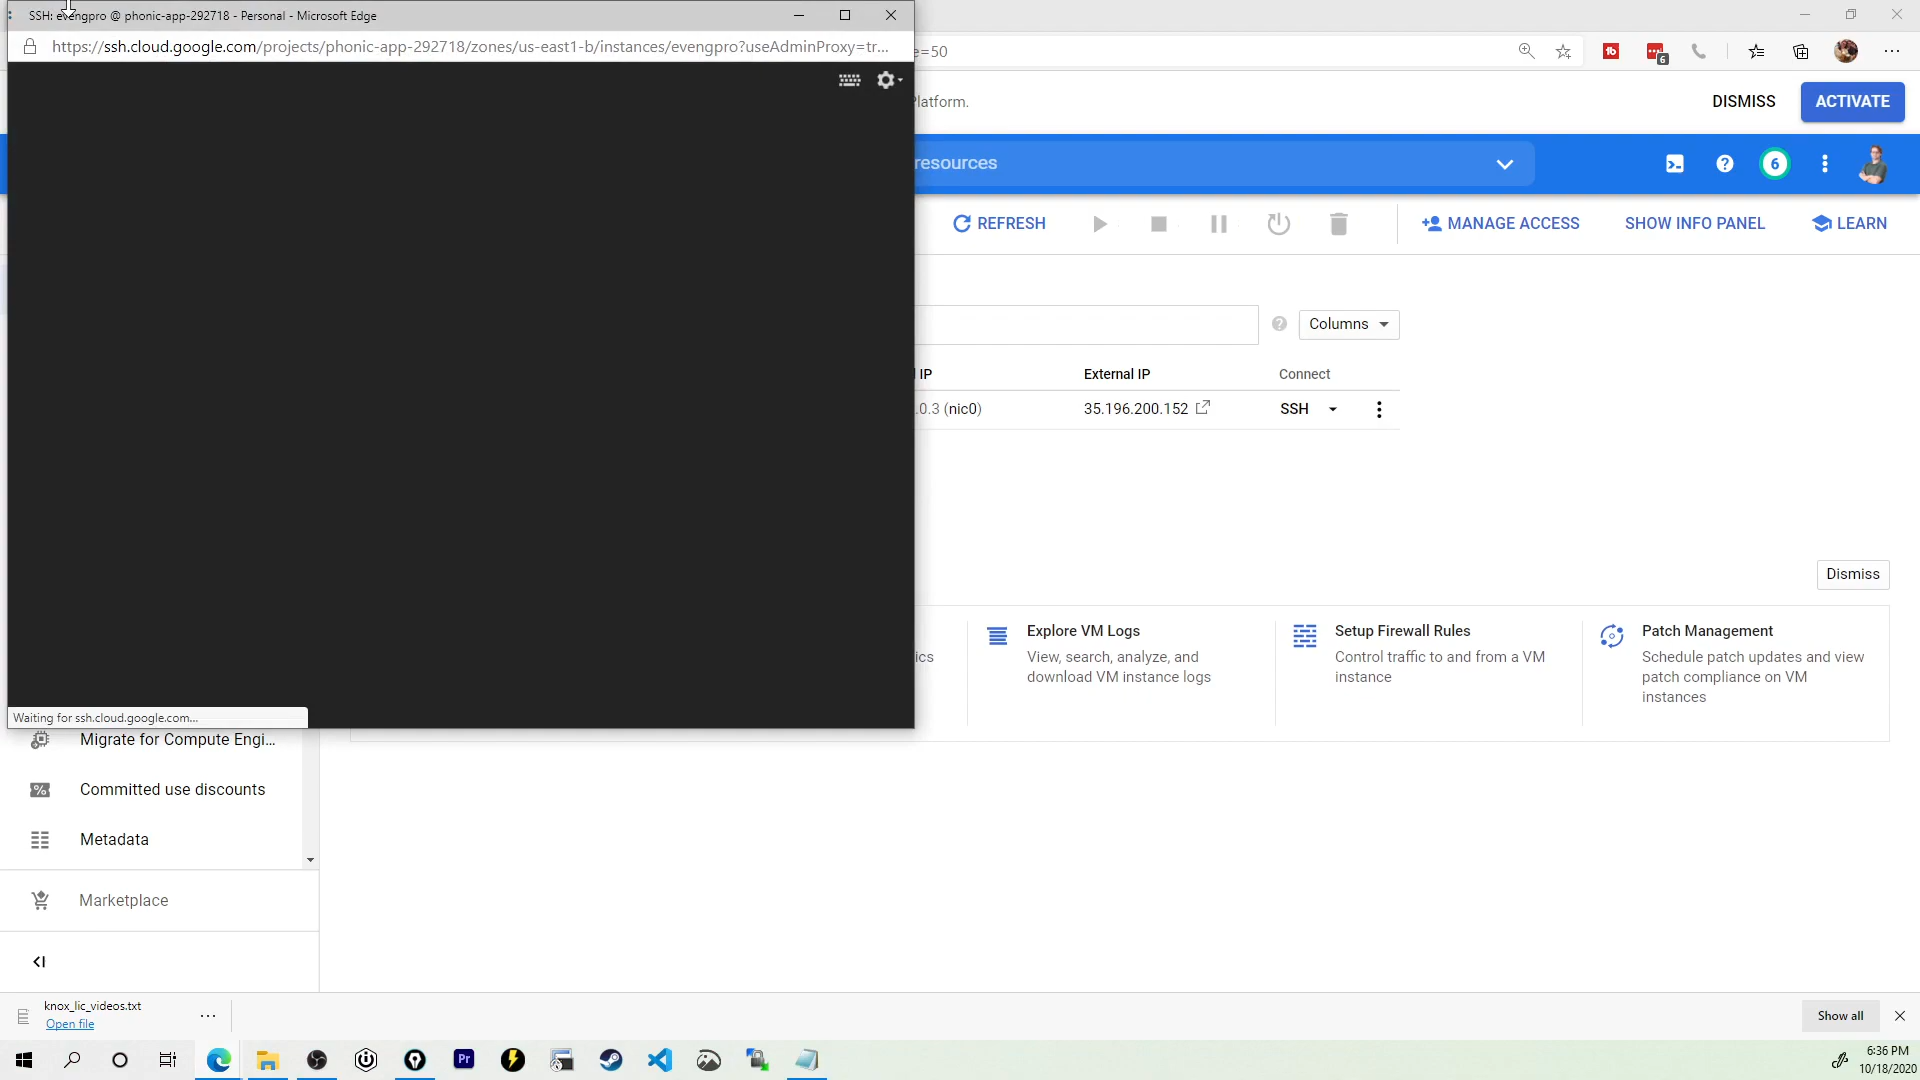 SSH: evengpro @ phonic-app-292718 - Personal - Microsoft Edge
https://ssh.cloud.google.com/projects/phonic-app-292718/zones/us-east1-b/instances/evengpro?useAdminProxy=tr...
e=50
6
Platform.
DISMISS
ACTIVATE
resources
6
REFRESH
MANAGE ACCESS
SHOW INFO PANEL
LEARN
Columns
IP
External IP
Connect
.0.3 (nic0)
35.196.200.152
SSH
Dismiss
ics
Explore VM Logs
View, search, analyze, and
download VM instance logs
Setup Firewall Rules
Control traffic to and from a VM
instance
Patch Management
Schedule patch updates and view
patch compliance on VM
instances
Waiting for ssh.cloud.google.com...
Migrate for Compute Engi...
Committed use discounts
Metadata
Marketplace
knox_lic_videos.txt
Open file
Show all
Pr
6:36 PM
10/18/2020